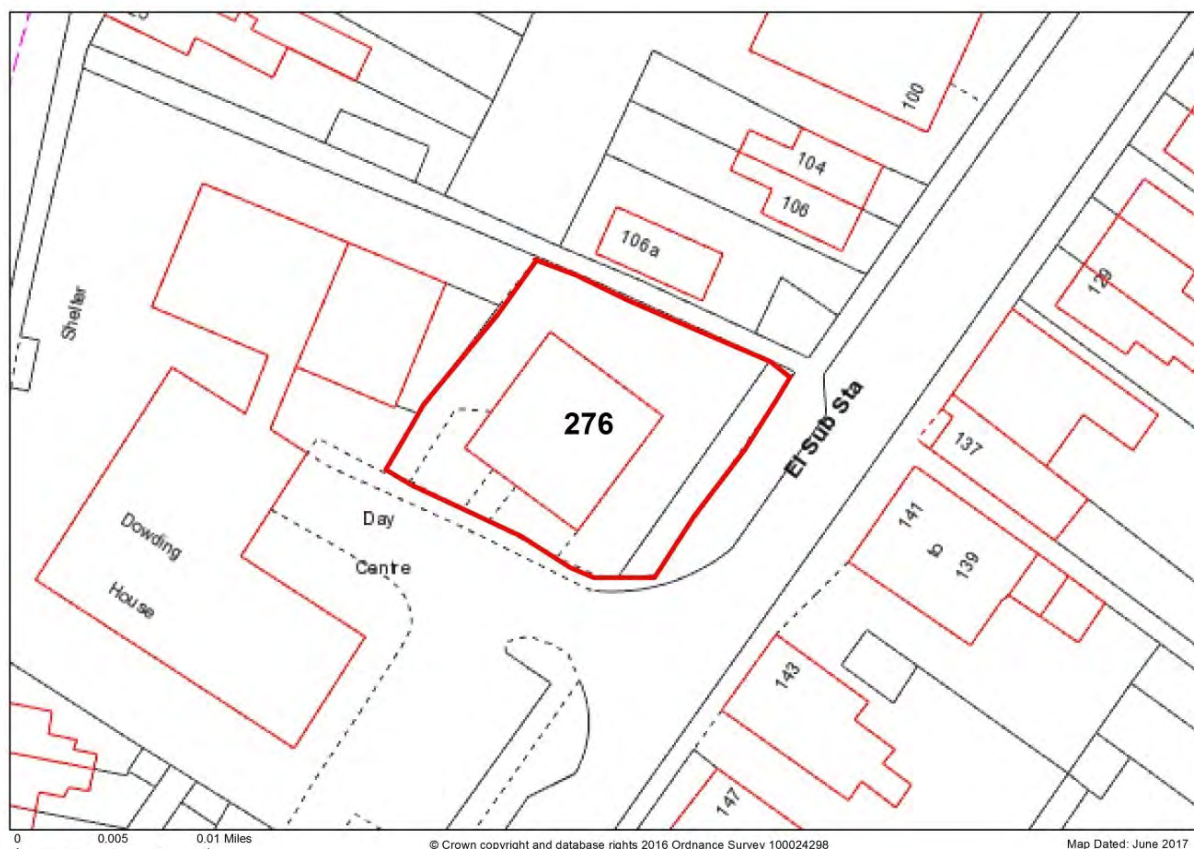 25
100
104
106
106a
129
Shelter
276
El Sub Sta
137
141
to
139
Day
Centre
Dowding
House
143
147
0 0.005 0.01 Miles
© Crown copyright and database rights 2016 Ordnance Survey 100024298
Map Dated: June 2017